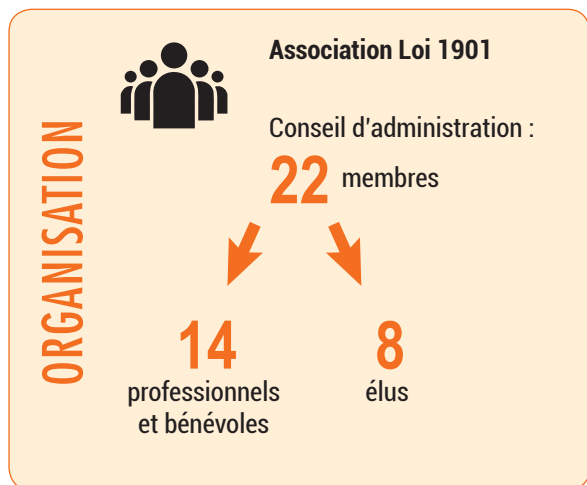 ORGANISATION
Association Loi 1901
Conseil d'administration :
22 membres
14
professionnels
et bénévoles
8
élus